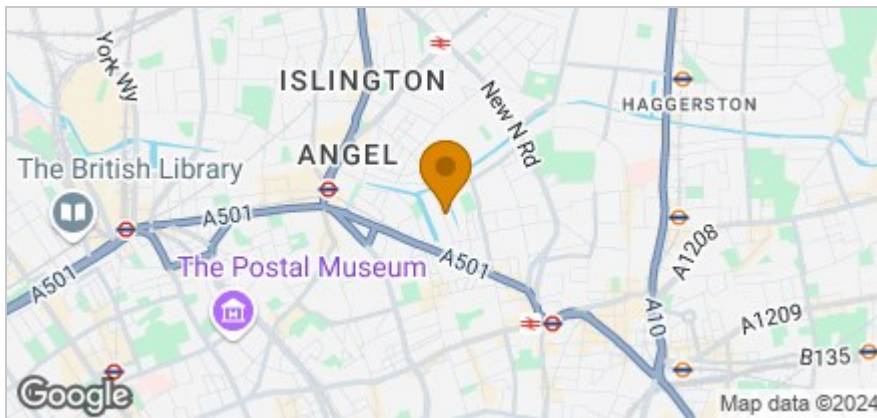 York Wy
ISLINGTON
New N Rd
HAGGERSTON
ANGEL
The British Library
A501
A501
A501
A501
A1208
The Postal Museum
A10
A1209
B135
Google
Map data ©2024